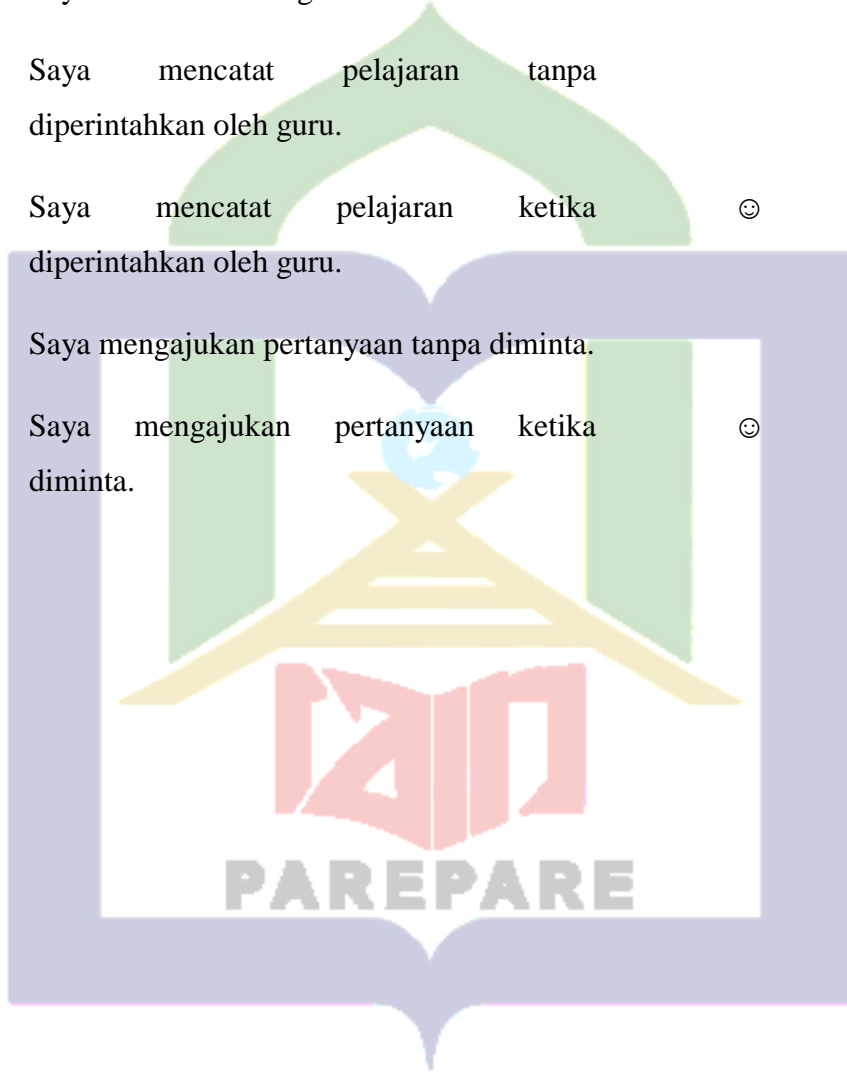 Saya mencatat pelajaran tanpa
diperintahkan oleh guru.
Saya mencatat pelajaran ketika ☺
diperintahkan oleh guru.
Saya mengajukan pertanyaan tanpa diminta.
Saya mengajukan pertanyaan ketika ☺
diminta.
iain
PAREPARE